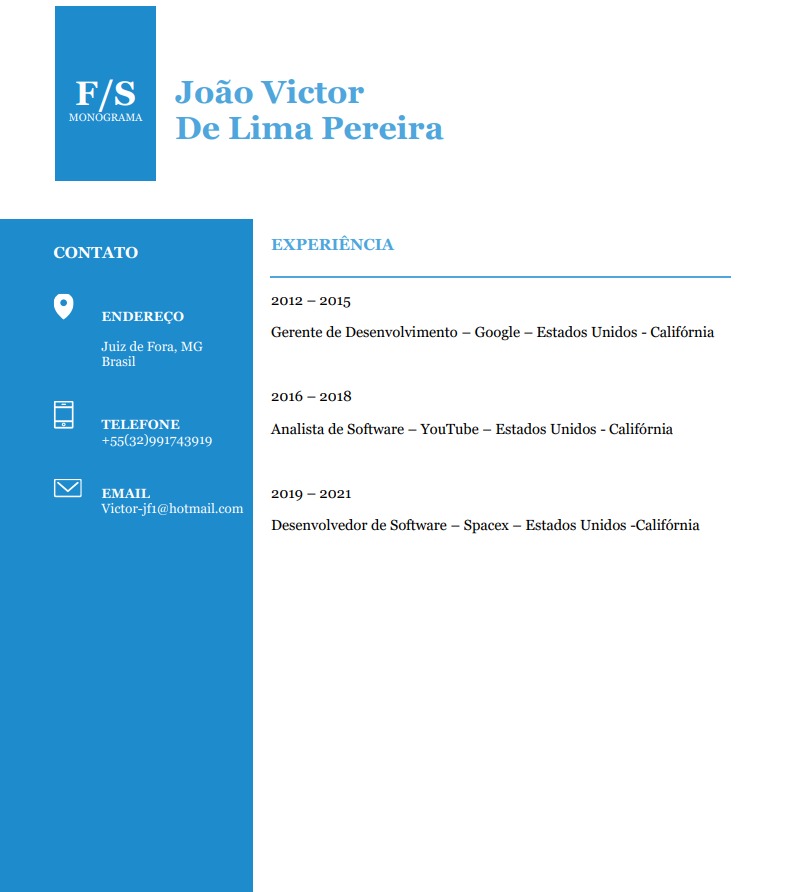 F/S
MONOGRAMA
João Victor
De Lima Pereira
CONTATO
ENDEREÇO
Juiz de Fora, MG
Brasil
TELEFONE
+55(32)991743919
EMAIL
Victor-jf1@hotmail.com
EXPERIÊNCIA
2012 – 2015
Gerente de Desenvolvimento – Google – Estados Unidos - Califórnia
2016 – 2018
Analista de Software – YouTube – Estados Unidos - Califórnia
2019 – 2021
Desenvolvedor de Software – Spacex – Estados Unidos -Califórnia